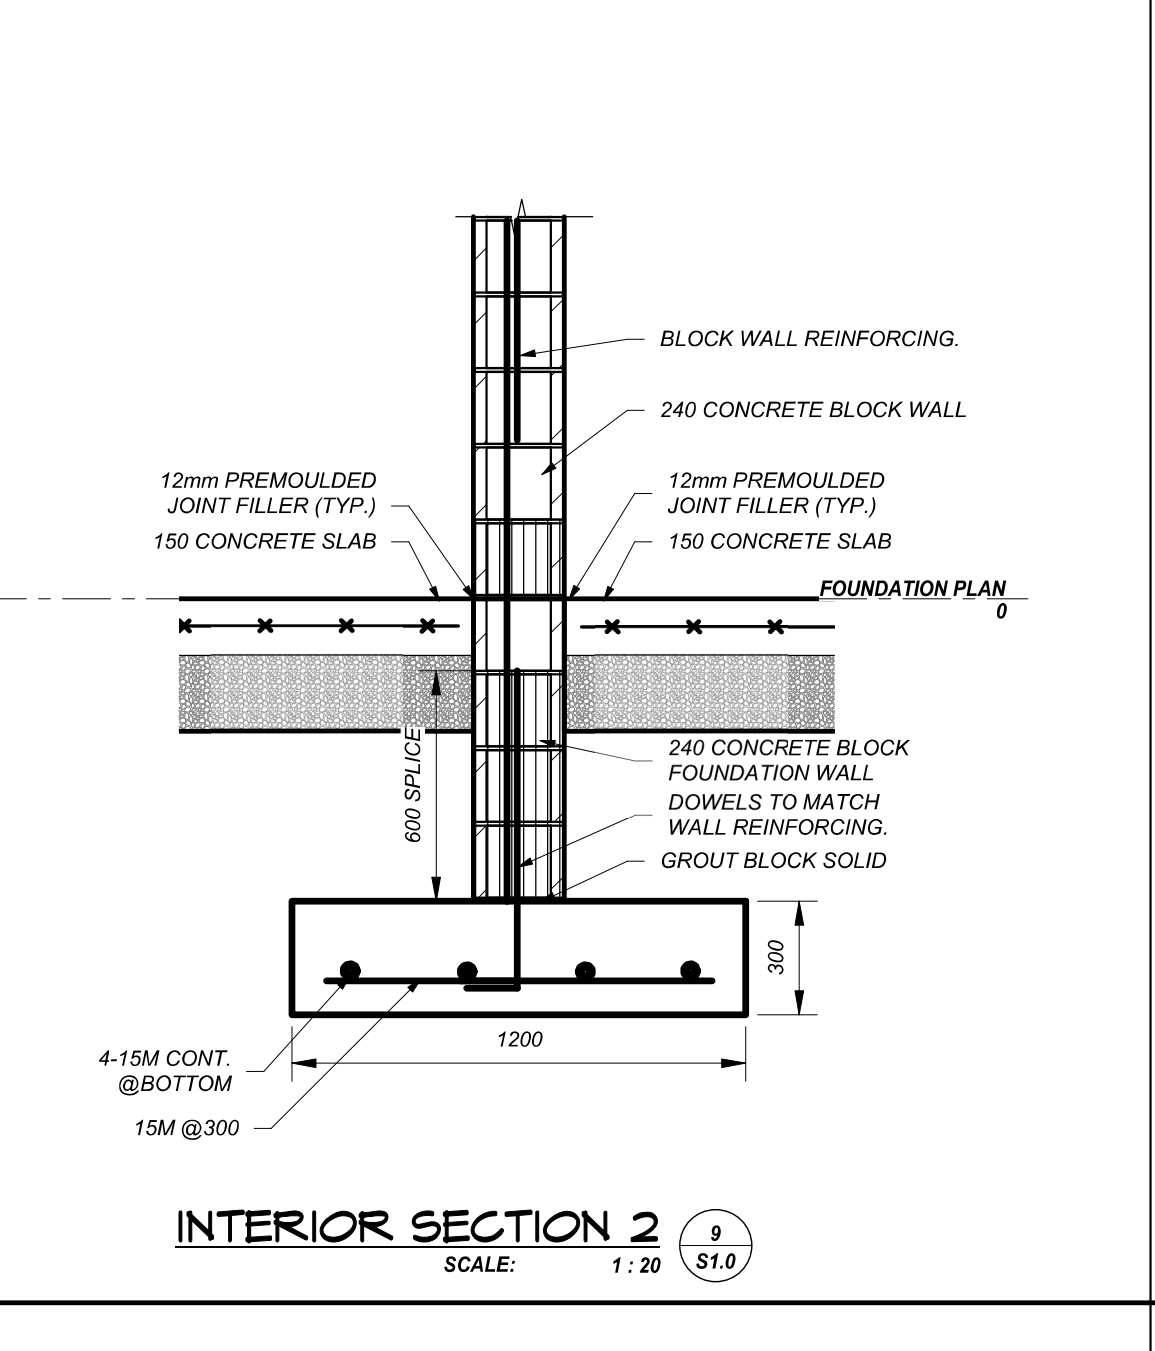 BLOCK WALL REINFORCING.
240 CONCRETE BLOCK WALL
12mm PREMOULDED
JOINT FILLER (TYP.)
150 CONCRETE SLAB
12mm PREMOULDED
JOINT FILLER (TYP.)
150 CONCRETE SLAB
FOUNDATION PLAN
0
600 SPLICE
240 CONCRETE BLOCK
FOUNDATION WALL
DOWELS TO MATCH
WALL REINFORCING.
GROUT BLOCK SOLID
300
1200
4-15M CONT.
@BOTTOM
15M @300
INTERIOR SECTION 2
SCALE: 1 : 20
9
S1.0